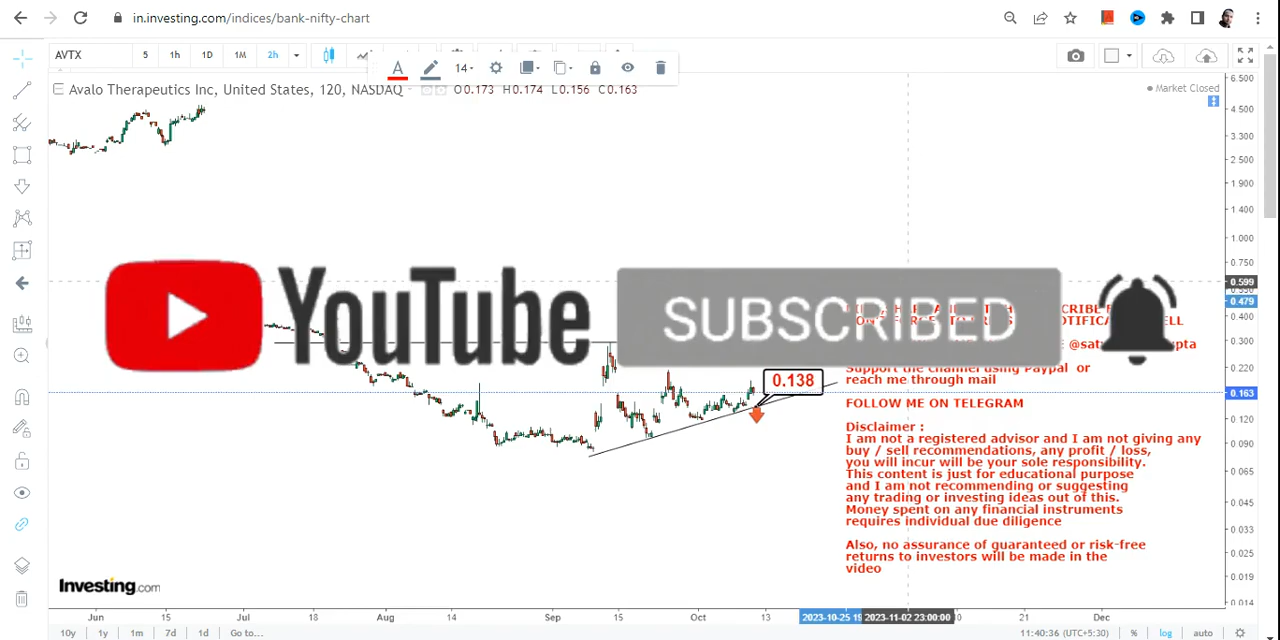 in.investing.com/indices/bank-nifty-chart
AVTX 5 1h 1D 1M 2h
A 14
Avalo Therapeutics Inc, United States, 120, NASDAQ O0.173 H0.174 L0.156 C0.163
Market Closed
6.500
4.500
3.300
2.500
1.900
1.400
1.000
0.750
0.599
0.479
0.400
0.300
0.220
0.163
0.120
0.090
0.065
0.045
0.033
0.025
0.019
0.014
YouTube SUBSCRIBED
Support the channel using Paypal or
reach me through mail
0.138
FOLLOW ME ON TELEGRAM
Disclaimer :
I am not a registered advisor and I am not giving any
buy / sell recommendations, any profit / loss,
you will incur will be your sole responsibility.
This content is just for educational purpose
and I am not recommending or suggesting
any trading or investing ideas out of this.
Money spent on any financial instruments
requires individual due diligence
Also, no assurance of guaranteed or risk-free
returns to investors will be made in the
video
Investing.com
Jun 15 Jul 18 Aug 14 Sep 15 Oct 13 2023-10-25 19 2023-11-02 23:00:00 21 Dec
10y 1y 1m 7d 1d Go to... 11:40:36 (UTC+5:30) % log auto